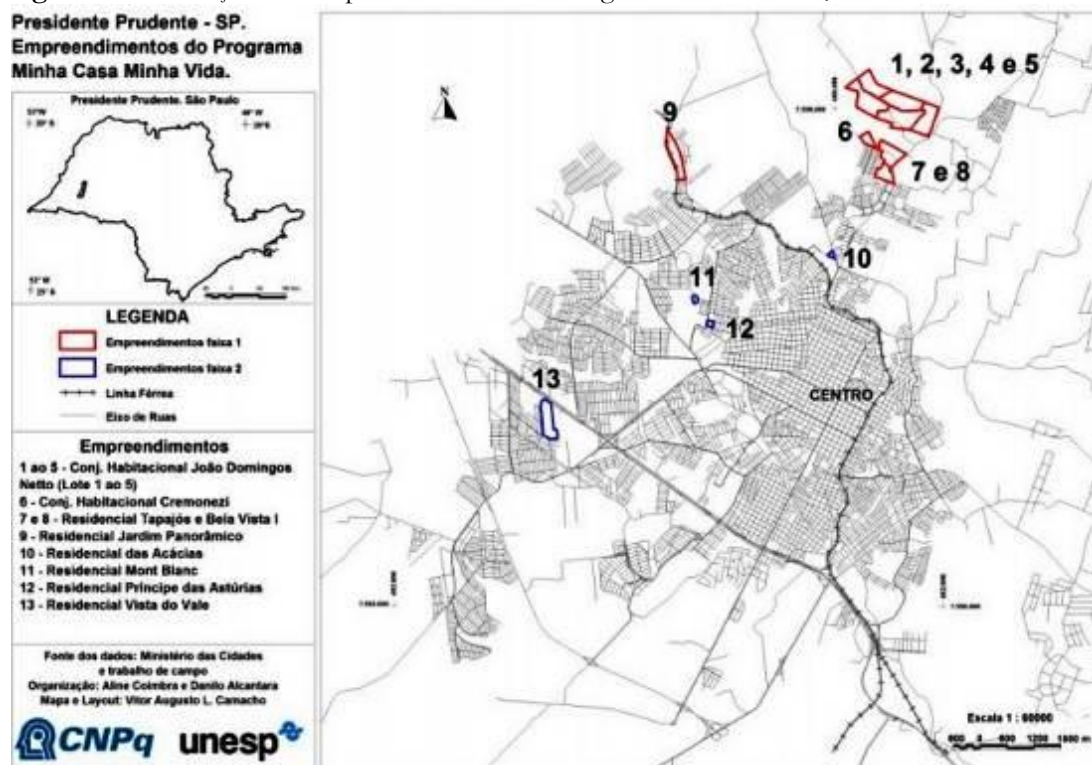 Presidente Prudente - SP.
Empreendimentos do Programa
Minha Casa Minha Vida.
Presidente Prudente. São Paulo
LEGENDA
Empreendimentos faixa 1
Empreendimentos faixa 2
Linha Férrea
Eixo de Ruas
Empreendimentos
1 ao 5 - Conj. Habitacional João Domingos
Netto (Lote 1 ao 5)
6 - Conj. Habitacional Cremonezi
7 e 8 - Residencial Tapajós e Bela Vista I
9 - Residencial Jardim Panorâmico
10 - Residencial das Acácias
11 - Residencial Mont Blanc
12 - Residencial Príncipe das Astúrias
13 - Residencial Vista do Vale
Fonte dos dados: Ministério das Cidades
e trabalho de campo
Organização: Aline Coimbra e Danilo Alcantara
Mapa e Layout: Vitor Augusto L. Camacho
CNPq unesp
N
1, 2, 3, 4 e 5
9
6
7 e 8
10
11
12
13
CENTRO
Escala 1 : 60000
600 0 600 1200 1800 m